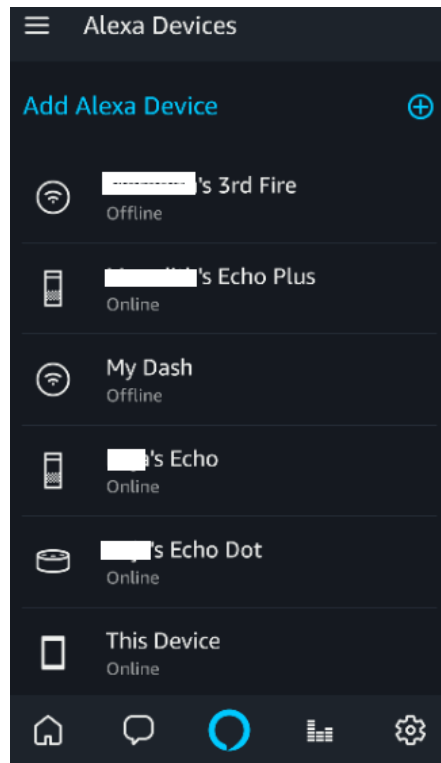 Alexa Devices
Add Alexa Device
's 3rd Fire
Offline
's Echo Plus
Online
My Dash
Offline
's Echo
Online
's Echo Dot
Online
This Device
Online